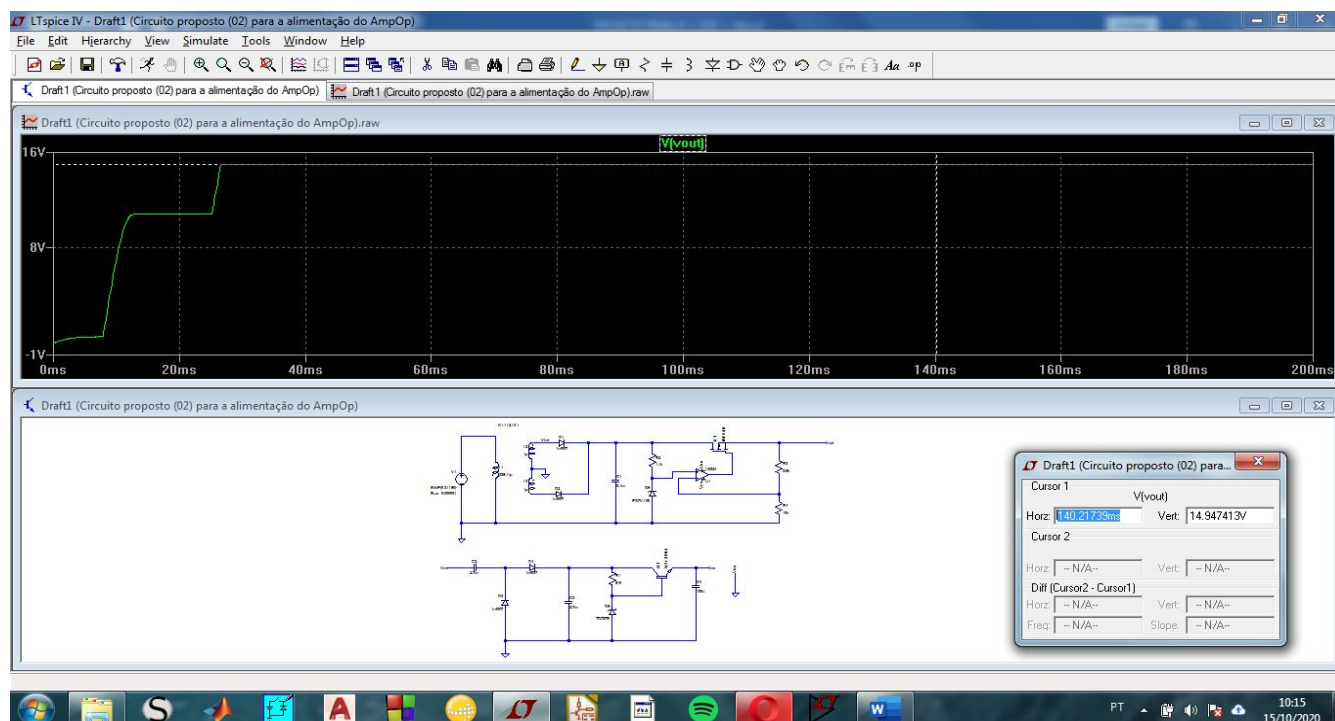 LTspice IV - Draft1 (Circuito proposto (02) para a alimentação do AmpOp)
File Edit Hierarchy View Simulate Tools Window Help
Draft1 (Circuito proposto (02) para a alimentação do AmpOp) Draft1 (Circuito proposto (02) para a alimentação do AmpOp).raw
Draft1 (Circuito proposto (02) para a alimentação do AmpOp).raw
V(vout)
16V
8V
-1V
0ms 20ms 40ms 60ms 80ms 100ms 120ms 140ms 160ms 180ms 200ms
Draft1 (Circuito proposto (02) para a alimentação do AmpOp)
Draft1 (Circuito proposto (02) para...
Cursor 1
V(vout)
Horz: 140.21739ms Vert: 14.947413V
Cursor 2
Horz: -- N/A-- Vert: -- N/A--
Diff (Cursor2 - Cursor1)
Horz: -- N/A-- Vert: -- N/A--
Freq: -- N/A-- Slope: -- N/A--
PT 10:15
15/10/2020